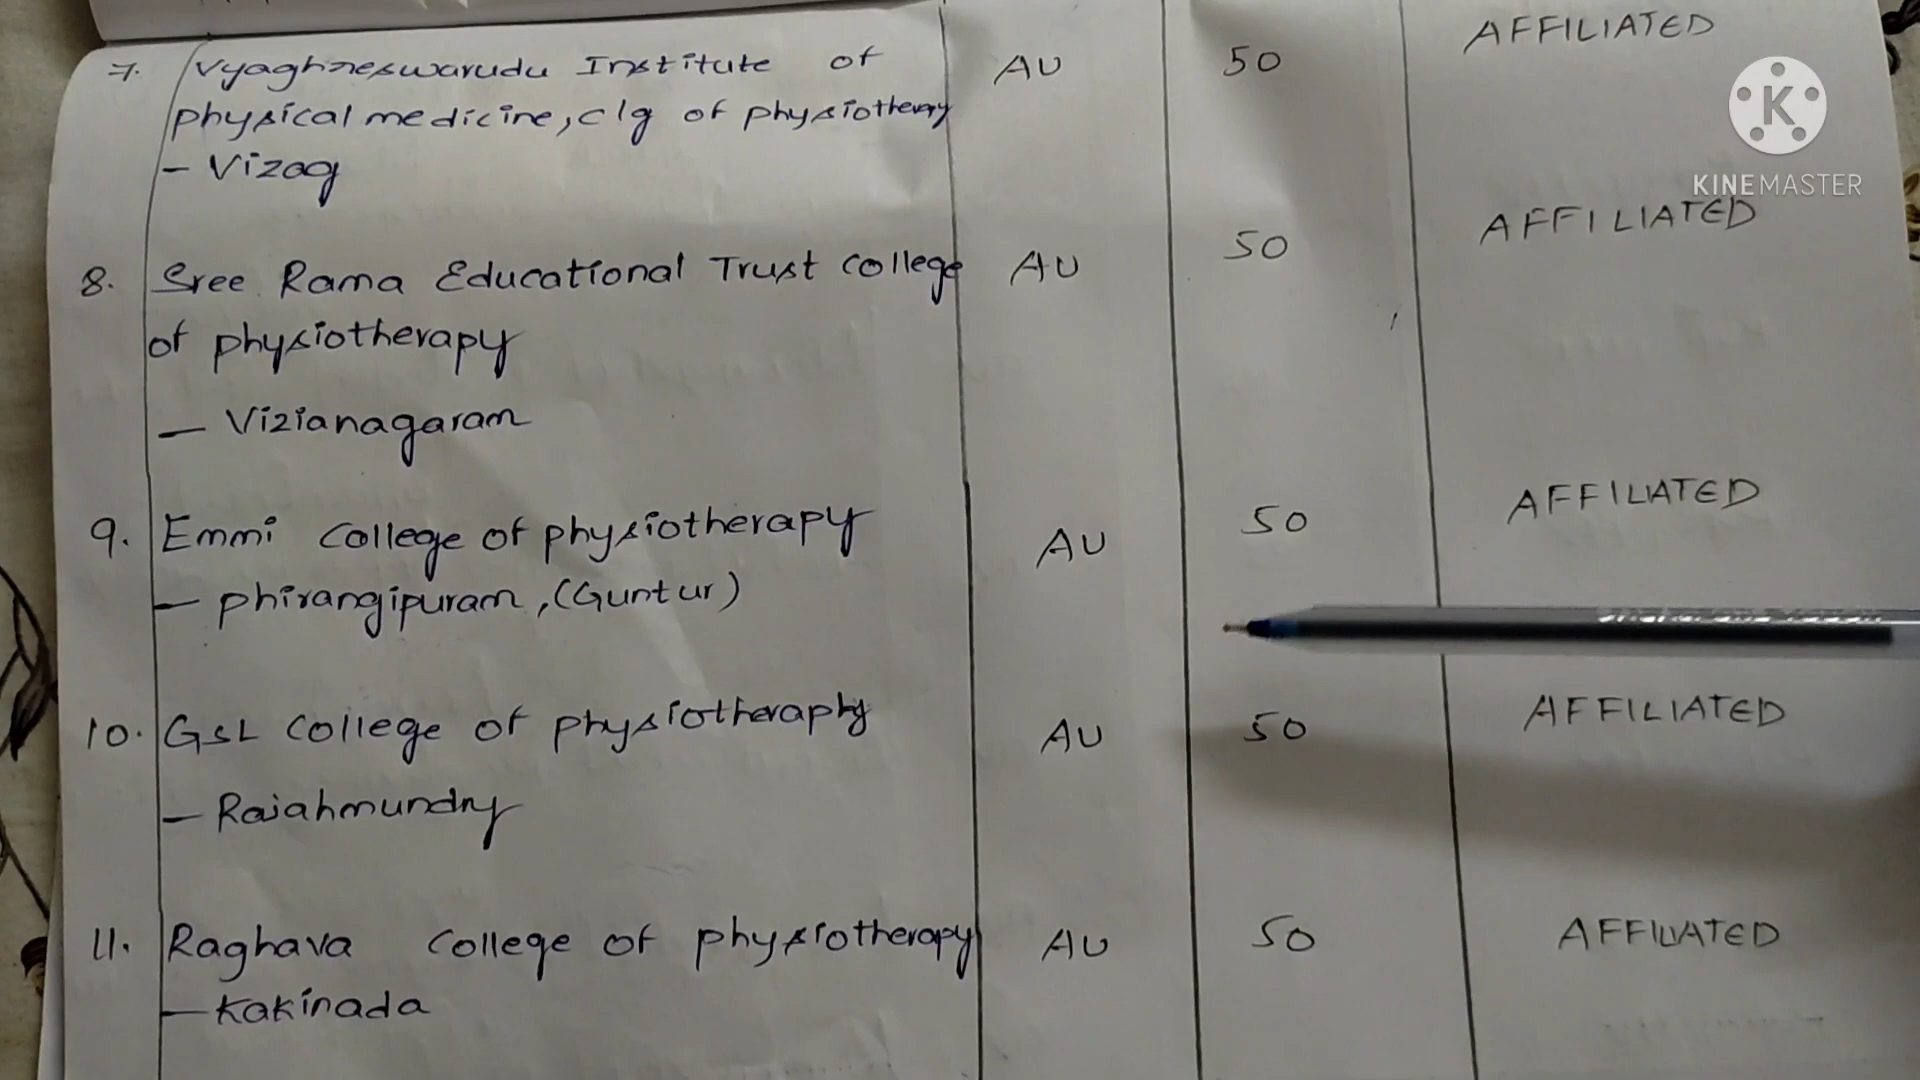 7. Vyaghreswarudu Institute of AU 50 AFFILIATED
physical medicine, clg of physiotherapy
- Vizag
K
KINEMASTER
8. Sree Rama Educational Trust college AU 50 AFFILIATED
of physiotherapy
- Vizianagaram
9. Emmi college of physiotherapy AU 50 AFFILIATED
- phirangipuram, (Guntur)
10. GSL college of physiotheraphy AU 50 AFFILIATED
- Rajahmundry
11. Raghava college of physiotherapy AU 50 AFFILIATED
- Kakinada